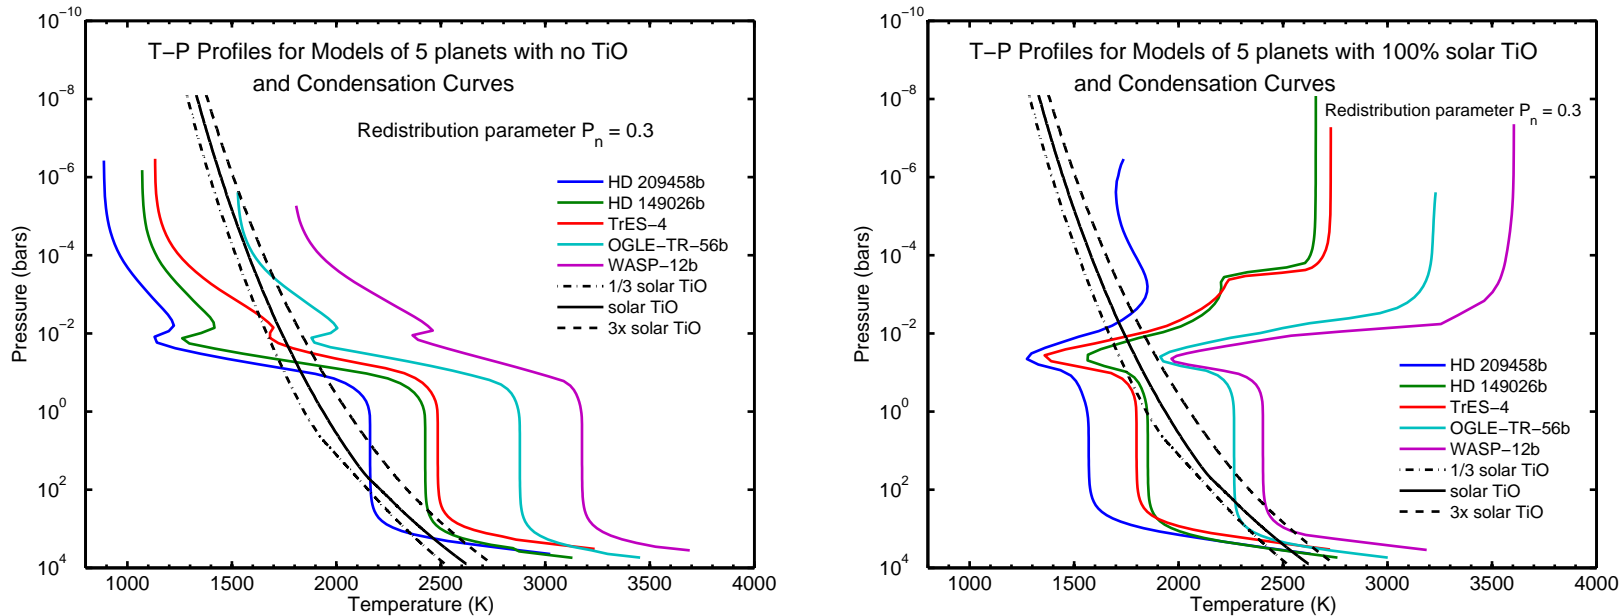 T−P Profiles for Models of 5 planets with no TiO
and Condensation Curves
Redistribution parameter P_n = 0.3
HD 209458b
HD 149026b
TrES−4
OGLE−TR−56b
WASP−12b
1/3 solar TiO
solar TiO
3x solar TiO
Pressure (bars)
10^−10
10^−8
10^−6
10^−4
10^−2
10^0
10^2
10^4
1000 1500 2000 2500 3000 3500 4000
Temperature (K)
T−P Profiles for Models of 5 planets with 100% solar TiO
and Condensation Curves
Redistribution parameter P_n = 0.3
HD 209458b
HD 149026b
TrES−4
OGLE−TR−56b
WASP−12b
1/3 solar TiO
solar TiO
3x solar TiO
Pressure (bars)
10^−10
10^−8
10^−6
10^−4
10^−2
10^0
10^2
10^4
1000 1500 2000 2500 3000 3500 4000
Temperature (K)